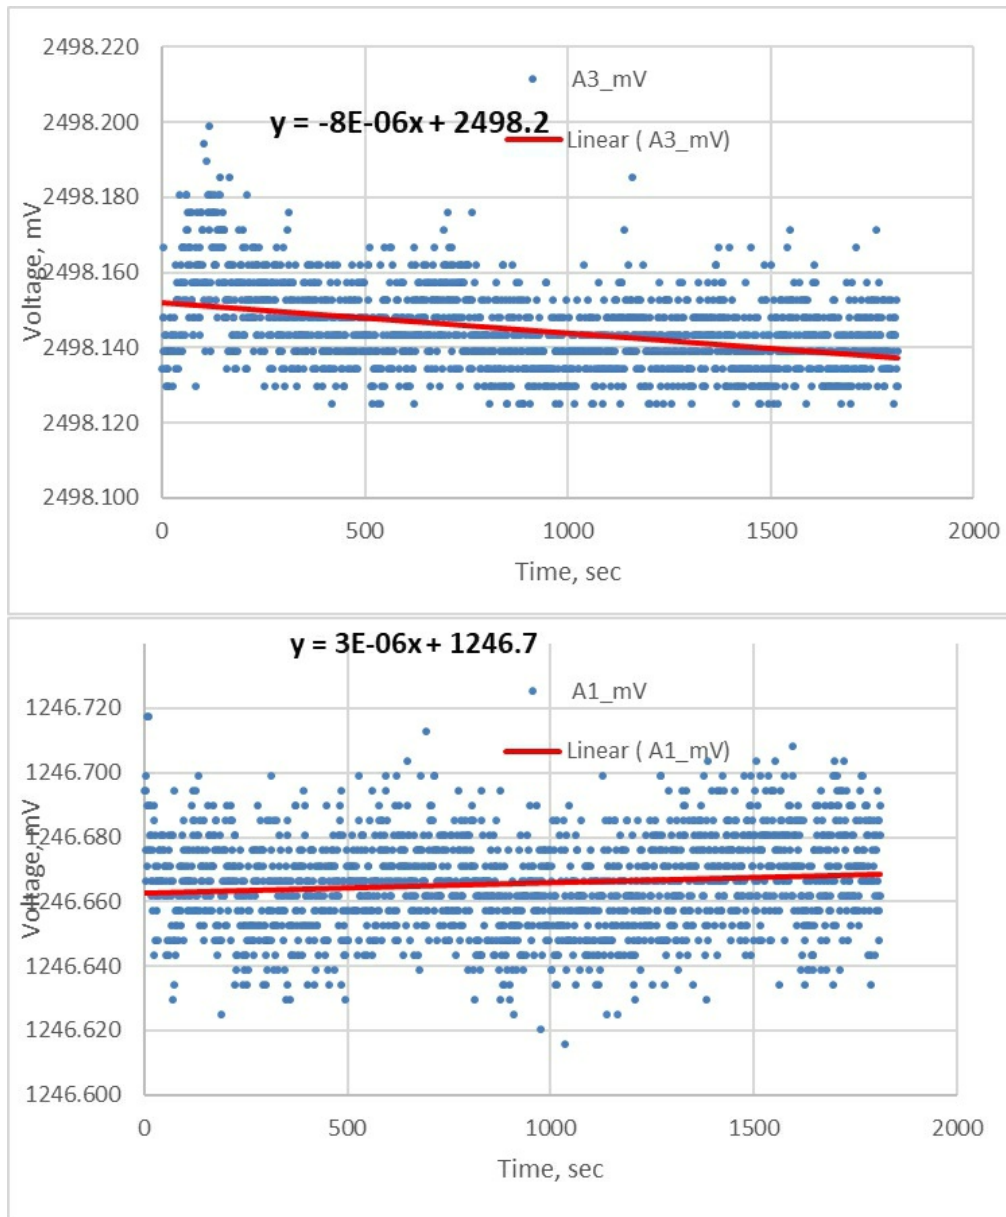 2498.220
A3_mV
2498.200
y = -8E-06x + 2498.2
Linear ( A3_mV)
2498.180
Voltage, mV
2498.160
2498.140
2498.120
2498.100
0 500 1000 1500 2000
Time, sec
y = 3E-06x + 1246.7
A1_mV
1246.720
Linear ( A1_mV)
1246.700
1246.680
Voltage, mV
1246.660
1246.640
1246.620
1246.600
0 500 1000 1500 2000
Time, sec